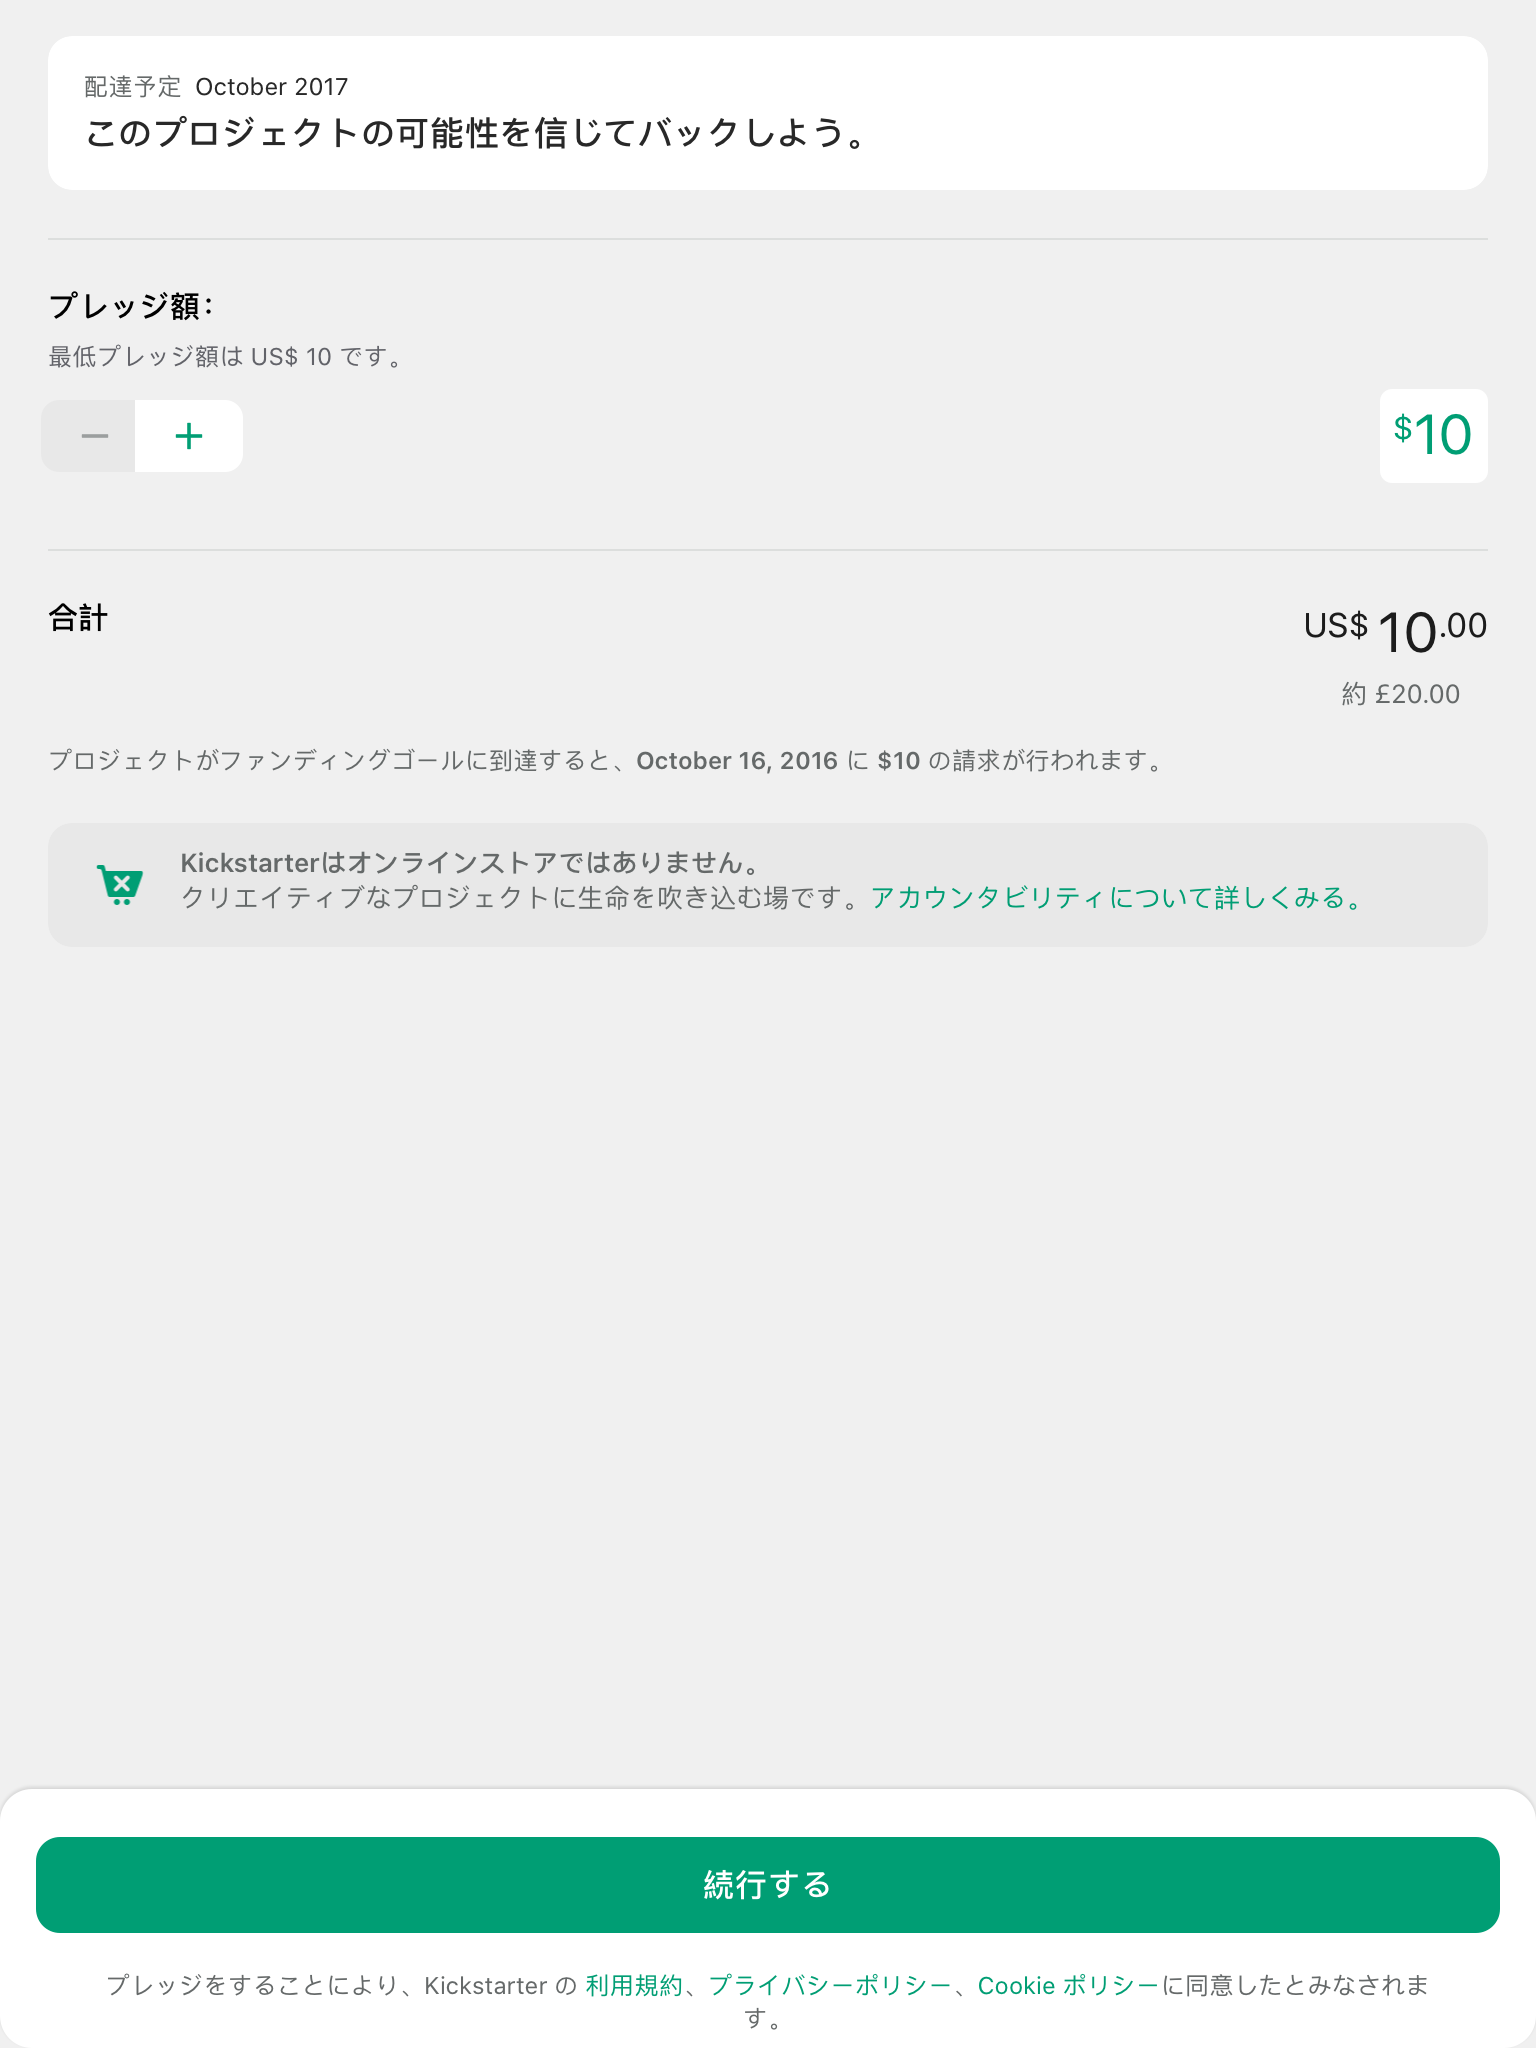 配達予定 October 2017
このプロジェクトの可能性を信じてバックしよう。
プレッジ額：
最低プレッジ額は US$ 10 です。
− +
$10
合計
US$ 10.00
約 £20.00
プロジェクトがファンディングゴールに到達すると、October 16, 2016 に $10 の請求が行われます。
Kickstarterはオンラインストアではありません。
クリエイティブなプロジェクトに生命を吹き込む場です。アカウンタビリティについて詳しくみる。
続行する
プレッジをすることにより、Kickstarter の 利用規約、プライバシーポリシー、Cookie ポリシーに同意したとみなされま
す。